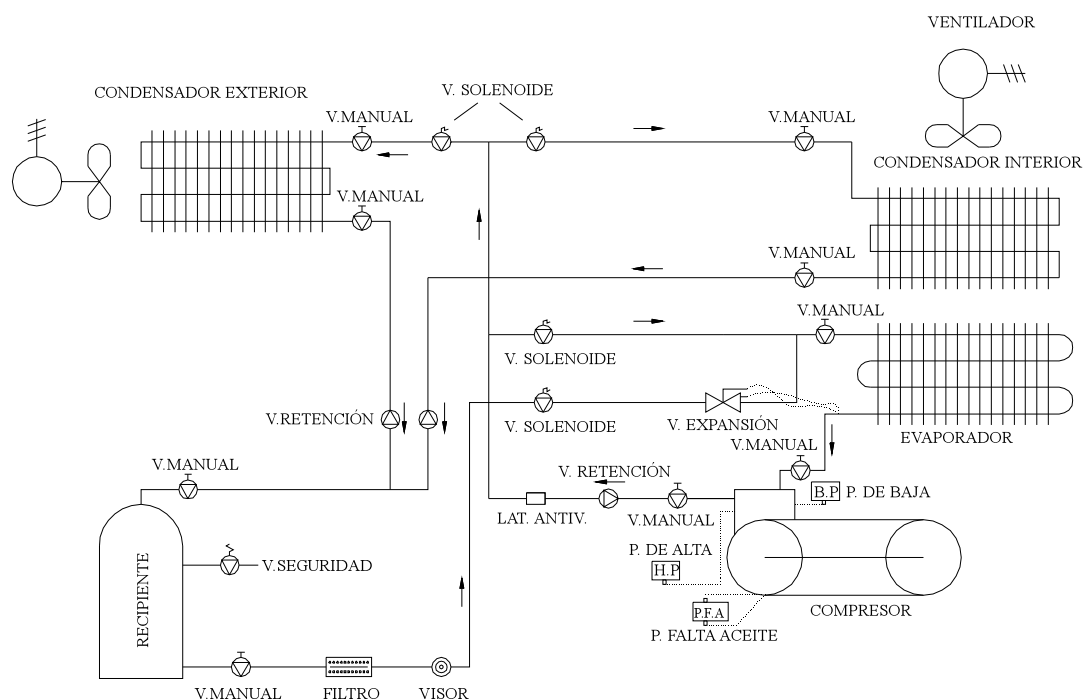 VENTILADOR
CONDENSADOR EXTERIOR
V. SOLENOIDE
V.MANUAL
V.MANUAL
CONDENSADOR INTERIOR
V.MANUAL
V.MANUAL
V.MANUAL
V. SOLENOIDE
V.RETENCIÓN
V. SOLENOIDE
V. EXPANSIÓN
EVAPORADOR
V.MANUAL
V.MANUAL
V. RETENCIÓN
B.P P. DE BAJA
LAT. ANTIV.
V.MANUAL
P. DE ALTA
H.P
V.SEGURIDAD
RECIPIENTE
P.F.A
COMPRESOR
P. FALTA ACEITE
V.MANUAL
FILTRO
VISOR